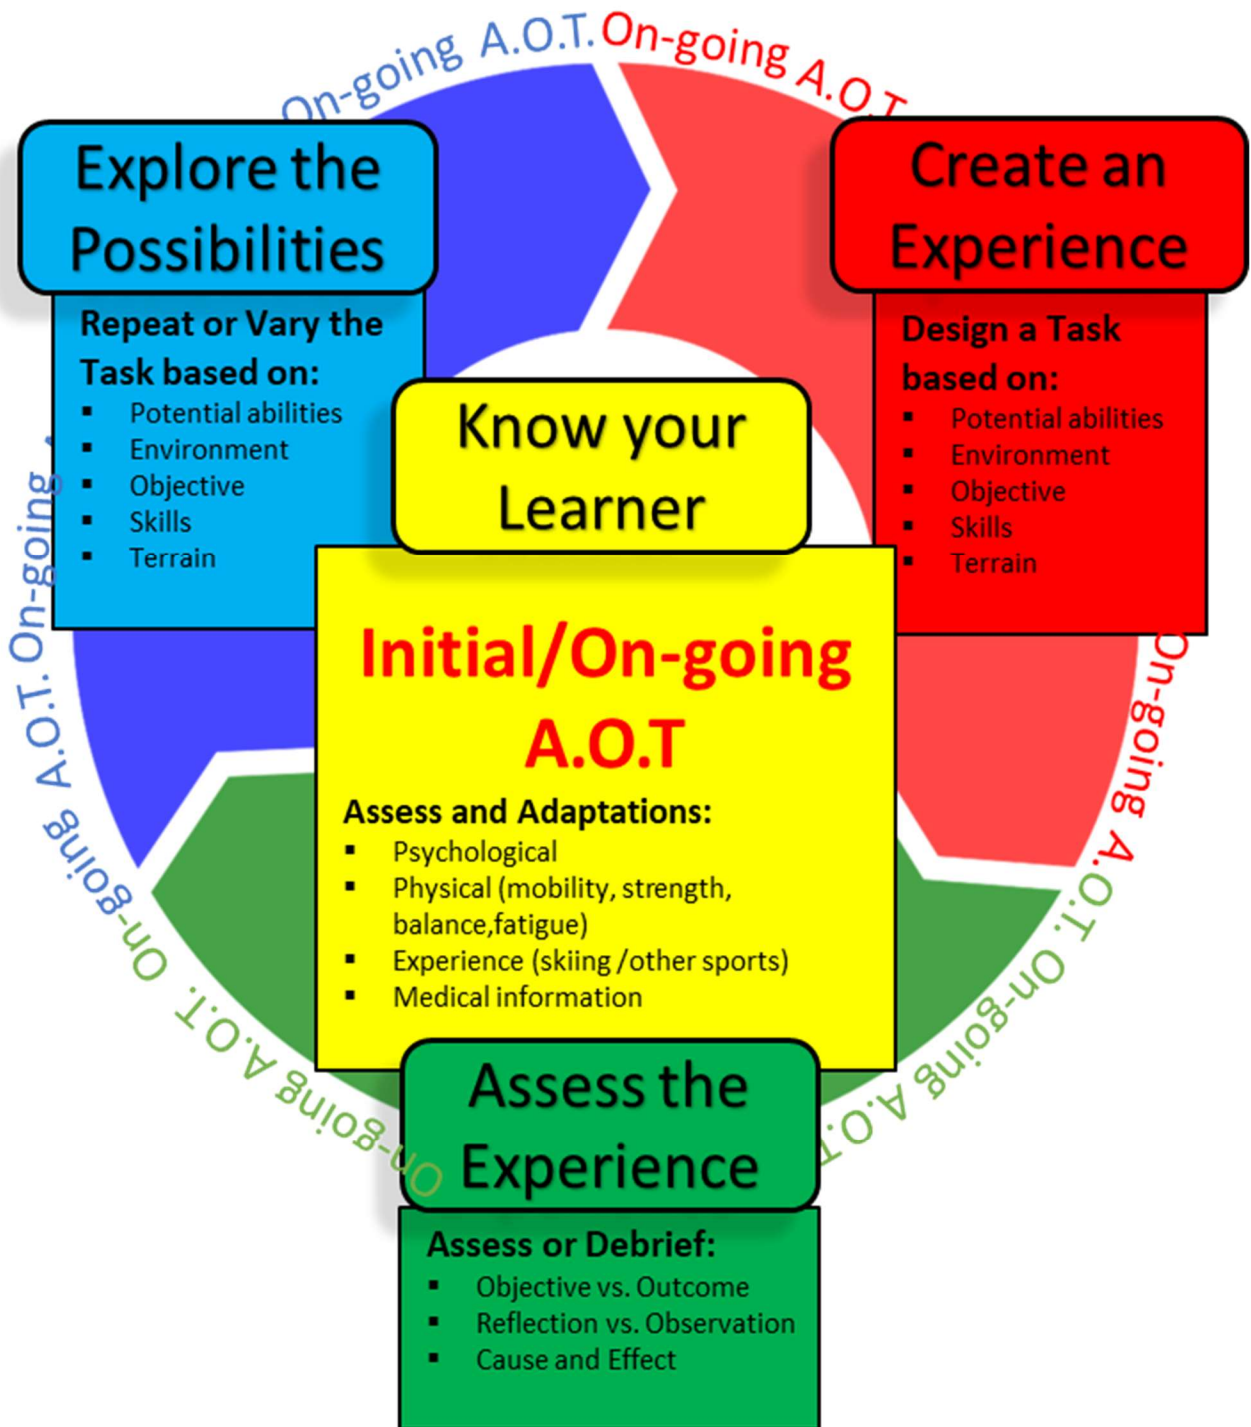 On-going A.O.T.
On-going A.O.T
Explore the
Possibilities
Repeat or Vary the
Task based on:
▪ Potential abilities
▪ Environment
▪ Objective
▪ Skills
▪ Terrain
Create an
Experience
Design a Task
based on:
▪ Potential abilities
▪ Environment
▪ Objective
▪ Skills
▪ Terrain
Know your
Learner
Initial/On-going
A.O.T
Assess and Adaptations:
▪ Psychological
▪ Physical (mobility, strength,
balance,fatigue)
▪ Experience (skiing /other sports)
▪ Medical information
Assess the
Experience
Assess or Debrief:
▪ Objective vs. Outcome
▪ Reflection vs. Observation
▪ Cause and Effect
On-going A.O.T. On-going A.O.T
On-going A.O.T. On-going A.O.T. On-going